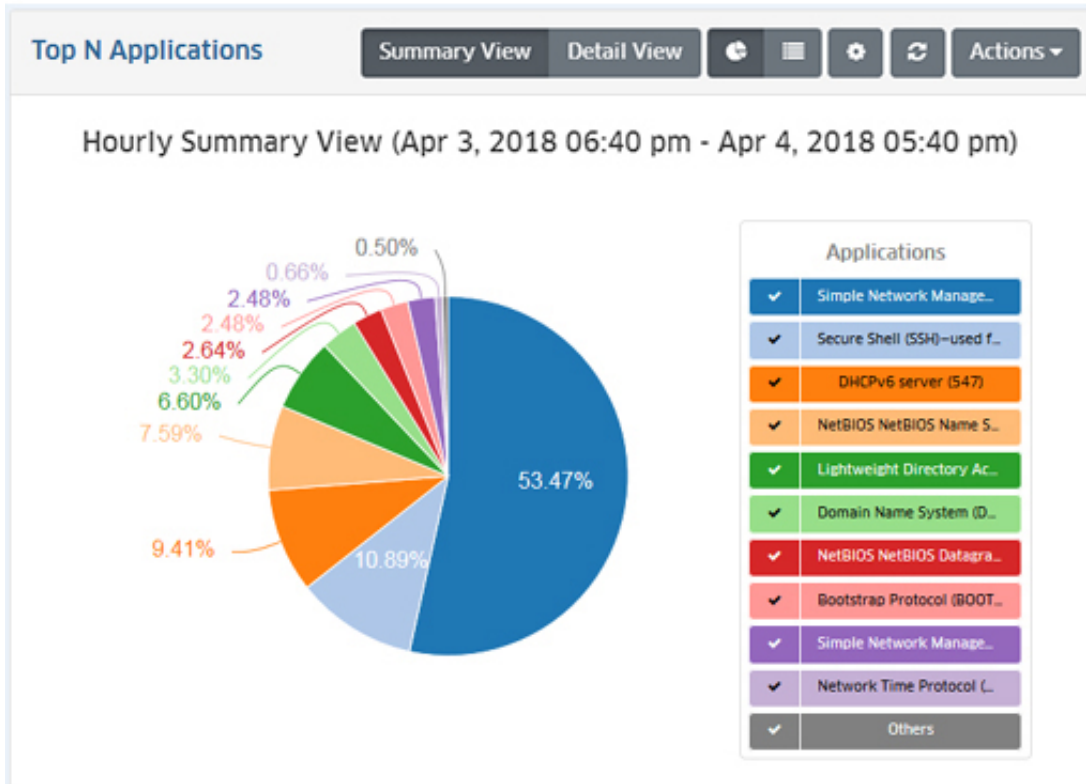 Top N Applications
Summary View
Detail View
Actions
Hourly Summary View (Apr 3, 2018 06:40 pm - Apr 4, 2018 05:40 pm)
0.50%
0.66%
2.48%
2.48%
2.64%
3.30%
6.60%
7.59%
9.41%
10.89%
53.47%
Applications
Simple Network Manage...
Secure Shell (SSH)—used f...
DHCPv6 server (547)
NetBIOS NetBIOS Name S...
Lightweight Directory Ac...
Domain Name System (D...
NetBIOS NetBIOS Datagra...
Bootstrap Protocol (BOOT...
Simple Network Manage...
Network Time Protocol (...
Others